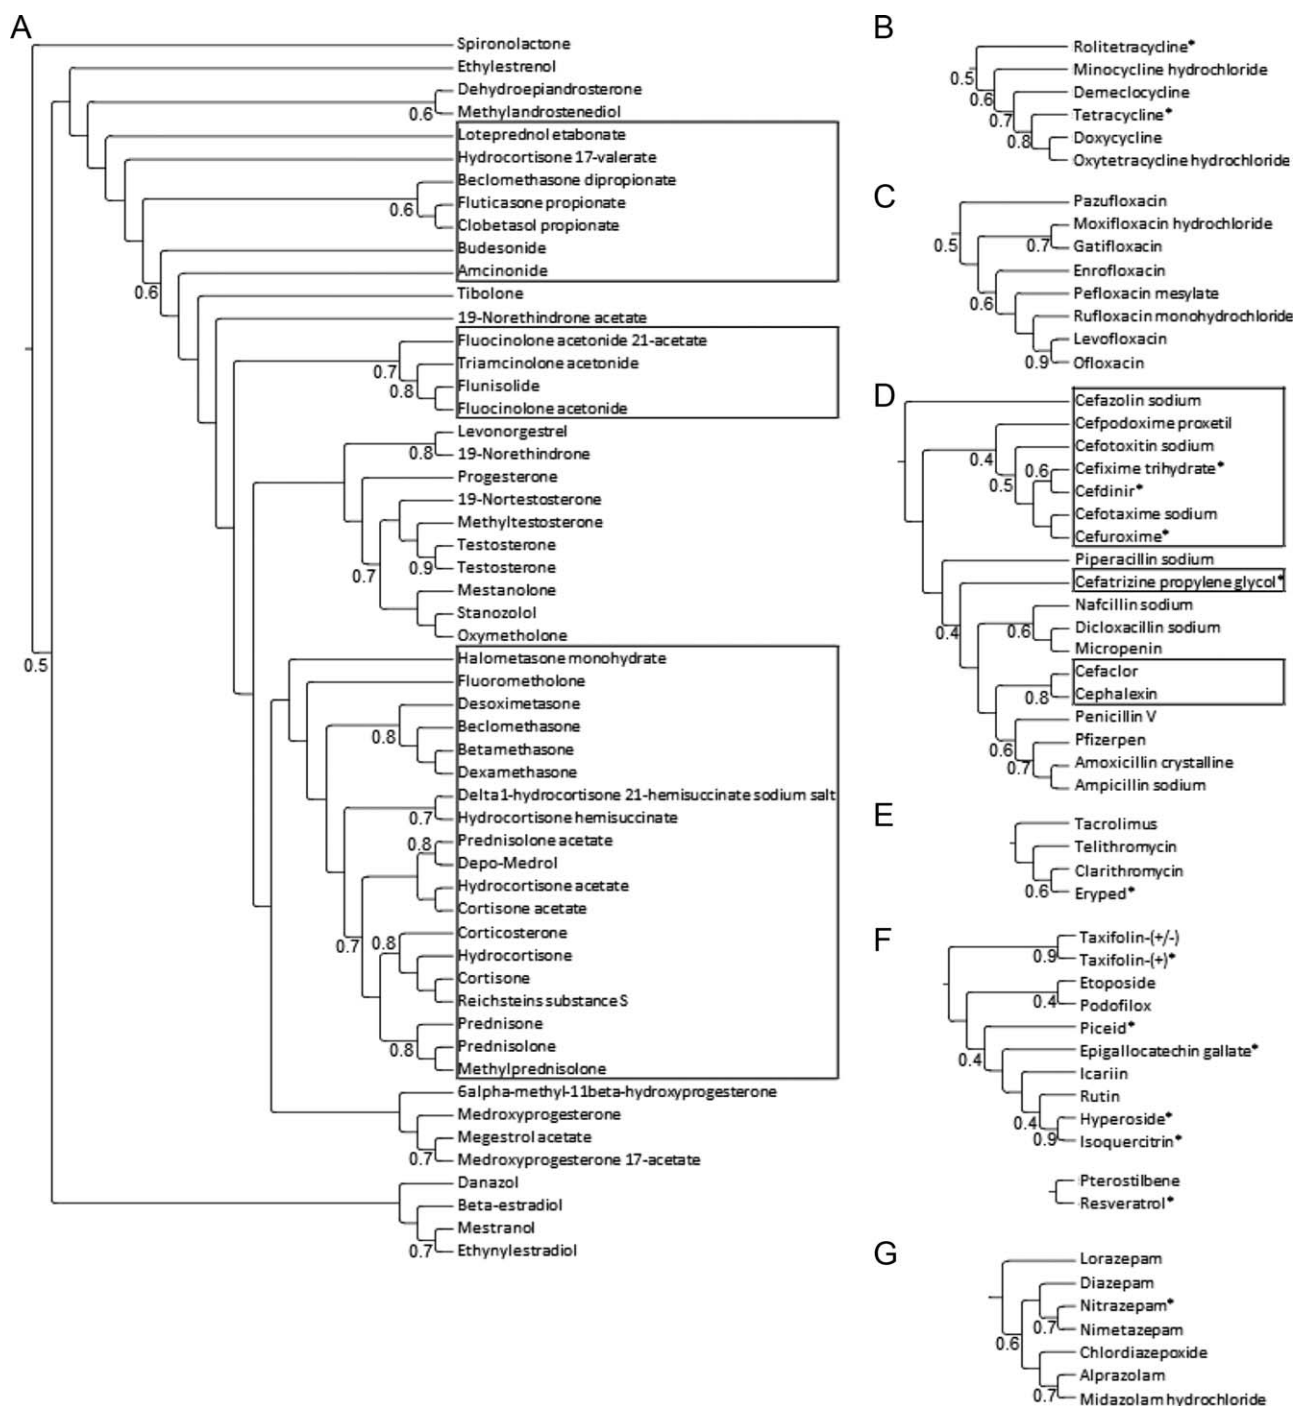 A
Spironolactone
Ethylestrenol
Dehydroepiandrosterone
0.6
Methylandrostenediol
Loteprednol etabonate
Hydrocortisone 17-valerate
Beclomethasone dipropionate
Fluticasone propionate
0.6
Clobetasol propionate
Budesonide
Amcinonide
0.6
Tibolone
19-Norethindrone acetate
Fluocinolone acetonide 21-acetate
Triamcinolone acetonide
0.7
Flunisolide
0.8
Fluocinolone acetonide
Levonorgestrel
0.8
19-Norethindrone
Progesterone
19-Nortestosterone
Methyltestosterone
Testosterone
0.9
Testosterone
0.7
Mestanolone
Stanozolol
Oxymetholone
0.5
Halometasone monohydrate
Fluorometholone
Desoximetasone
Beclomethasone
0.8
Betamethasone
Dexamethasone
Delta1-hydrocortisone 21-hemisuccinate sodium salt
0.7
Hydrocortisone hemisuccinate
Prednisolone acetate
0.8
Depo-Medrol
Hydrocortisone acetate
Cortisone acetate
Corticosterone
0.7
0.8
Hydrocortisone
Cortisone
Reichsteins substance S
Prednisone
Prednisolone
0.8
Methylprednisolone
6alpha-methyl-11beta-hydroxyprogesterone
Medroxyprogesterone
Megestrol acetate
0.7
Medroxyprogesterone 17-acetate
Danazol
Beta-estradiol
Mestranol
0.7
Ethynylestradiol
B
Rolitetracycline*
0.5
Minocycline hydrochloride
Demeclocycline
0.6
Tetracycline*
0.7
Doxycycline
0.8
Oxytetracycline hydrochloride
C
Pazufloxacin
Moxifloxacin hydrochloride
0.5
0.7
Gatifloxacin
Enrofloxacin
Pefloxacin mesylate
0.6
Rufloxacin monohydrochloride
Levofloxacin
0.9
Ofloxacin
D
Cefazolin sodium
Cefpodoxime proxetil
Cefotoxitin sodium
0.4
0.6
Cefixime trihydrate*
0.5
Cefdinir*
Cefotaxime sodium
Cefuroxime*
Piperacillin sodium
Cefatrizine propylene glycol*
Nafcillin sodium
0.4
0.6
Dicloxacillin sodium
Micropenin
Cefaclor
0.8
Cephalexin
Penicillin V
Pfizerpen
0.6
Amoxicillin crystalline
0.7
Ampicillin sodium
E
Tacrolimus
Telithromycin
Clarithromycin
0.6
Eryped*
F
Taxifolin-(+/-)
0.9
Taxifolin-(+)*
Etoposide
0.4
Podofilox
Piceid*
Epigallocatechin gallate*
0.4
Icariin
Rutin
Hyperoside*
0.4
Isoquercitrin*
0.9
Pterostilbene
Resveratrol*
G
Lorazepam
Diazepam
Nitrazepam*
0.7
Nimetazepam
0.6
Chlordiazepoxide
Alprazolam
0.7
Midazolam hydrochloride